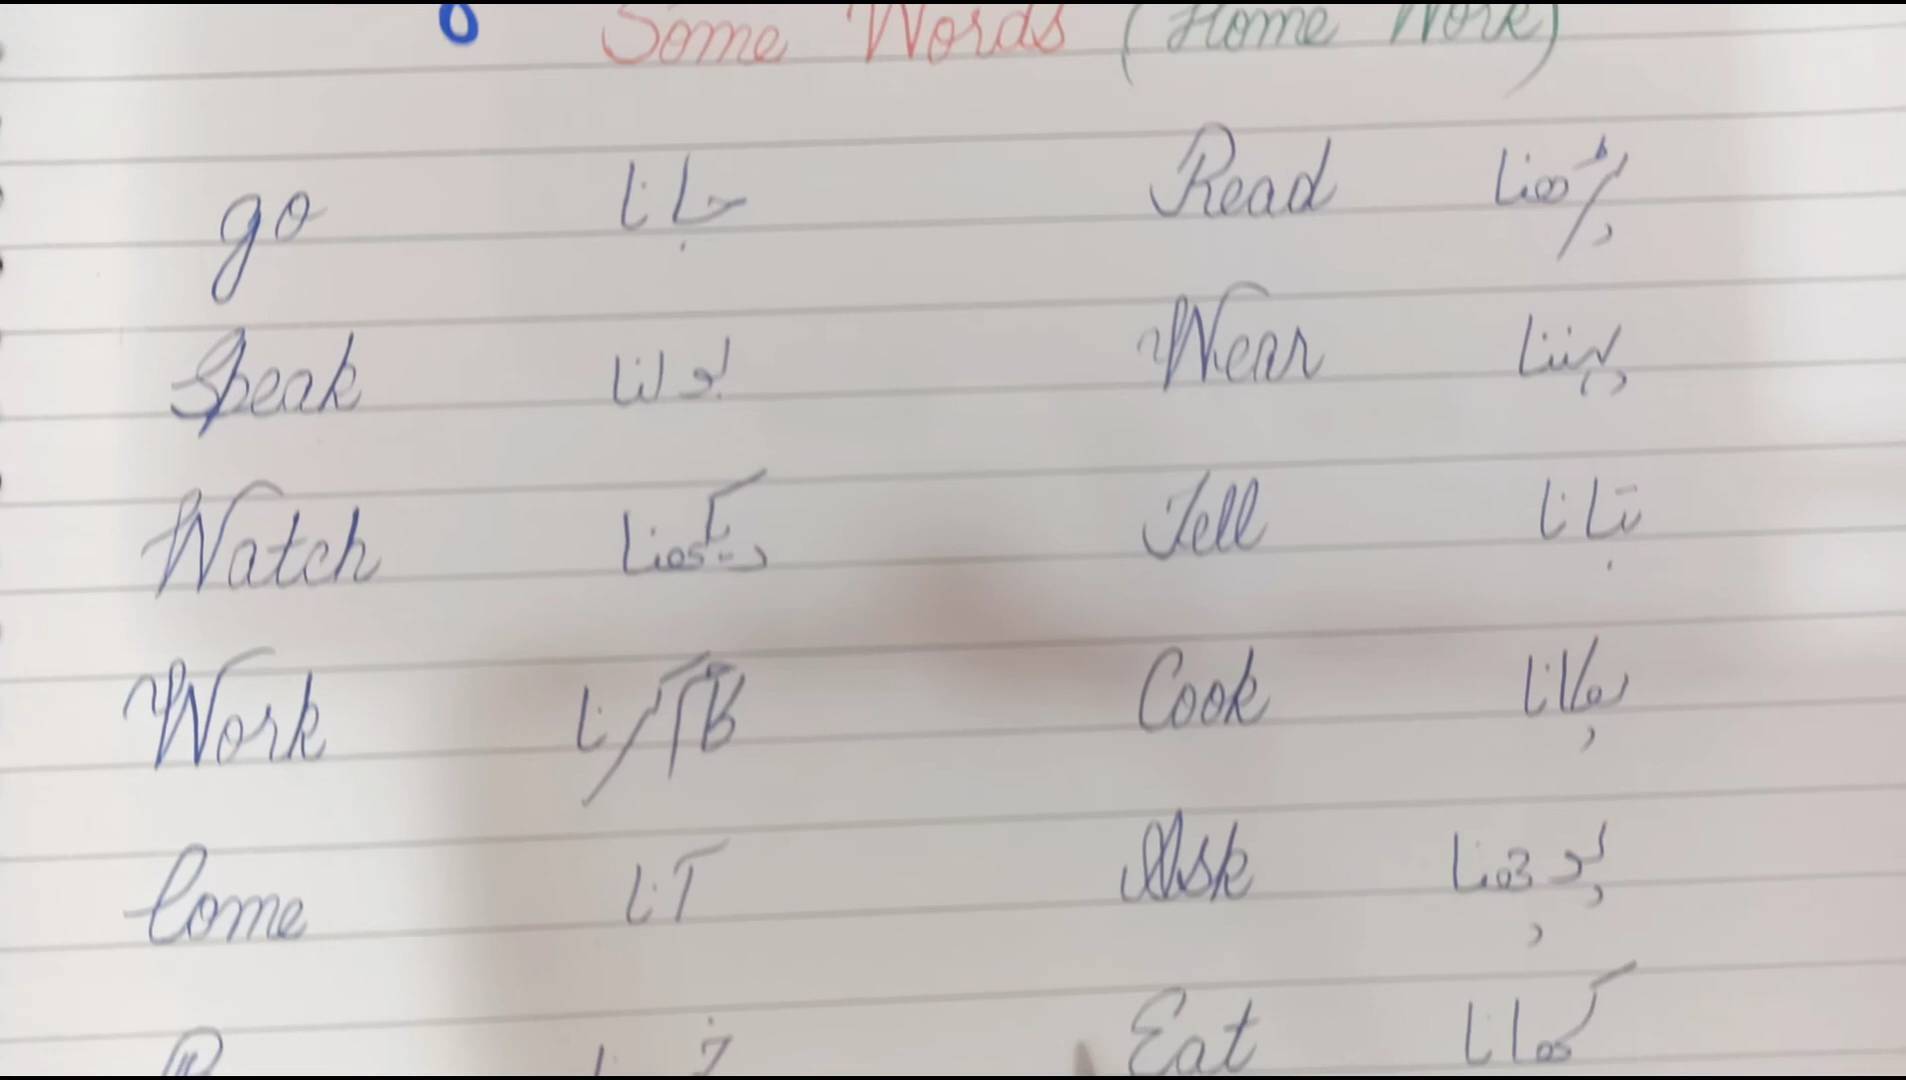 Some Words (Home Work)
go جانا Read پڑھنا
Speak بولنا Wear پہننا
Watch دیکھنا Tell بتانا
Work کام کرنا Cook پکانا
Come آنا Ask پوچھنا
Eat کھانا